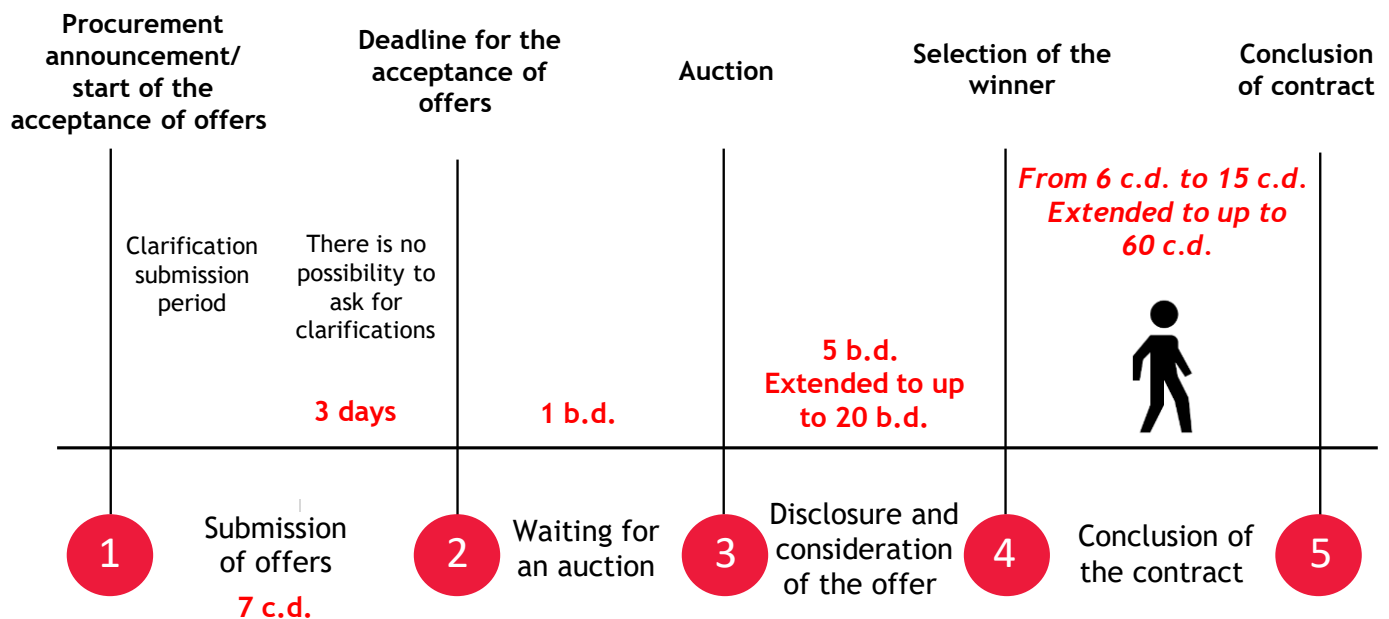 Procurement
announcement/
start of the
acceptance of offers
Deadline for the
acceptance of
offers
Auction
Selection of the
winner
Conclusion
of contract
Clarification
submission
period
There is no
possibility to
ask for
clarifications
3 days
1 b.d.
5 b.d.
Extended to up
to 20 b.d.
From 6 c.d. to 15 c.d.
Extended to up to
60 c.d.
1
Submission
of offers
7 c.d.
2
Waiting for
an auction
3
Disclosure and
consideration
of the offer
4
Conclusion of
the contract
5